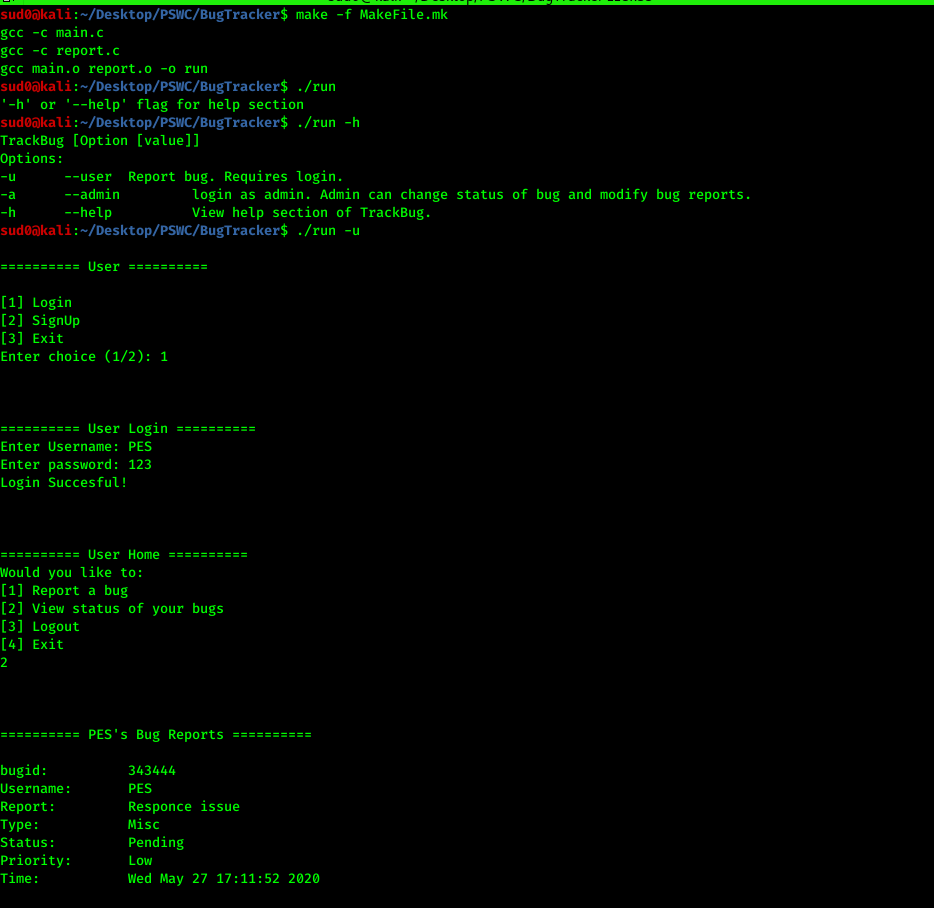 sud0@kali:~/Desktop/PSWC/BugTracker$ make -f MakeFile.mk
gcc -c main.c
gcc -c report.c
gcc main.o report.o -o run
sud0@kali:~/Desktop/PSWC/BugTracker$ ./run
'-h' or '--help' flag for help section
sud0@kali:~/Desktop/PSWC/BugTracker$ ./run -h
TrackBug [Option [value]]
Options:
-u      --user  Report bug. Requires login.
-a      --admin         login as admin. Admin can change status of bug and modify bug reports.
-h      --help          View help section of TrackBug.
sud0@kali:~/Desktop/PSWC/BugTracker$ ./run -u
========== User ==========
[1] Login
[2] SignUp
[3] Exit
Enter choice (1/2): 1
========== User Login ==========
Enter Username: PES
Enter password: 123
Login Succesful!
========== User Home ==========
Would you like to:
[1] Report a bug
[2] View status of your bugs
[3] Logout
[4] Exit
2
========== PES's Bug Reports ==========
bugid:          343444
Username:       PES
Report:         Responce issue
Type:           Misc
Status:         Pending
Priority:       Low
Time:           Wed May 27 17:11:52 2020